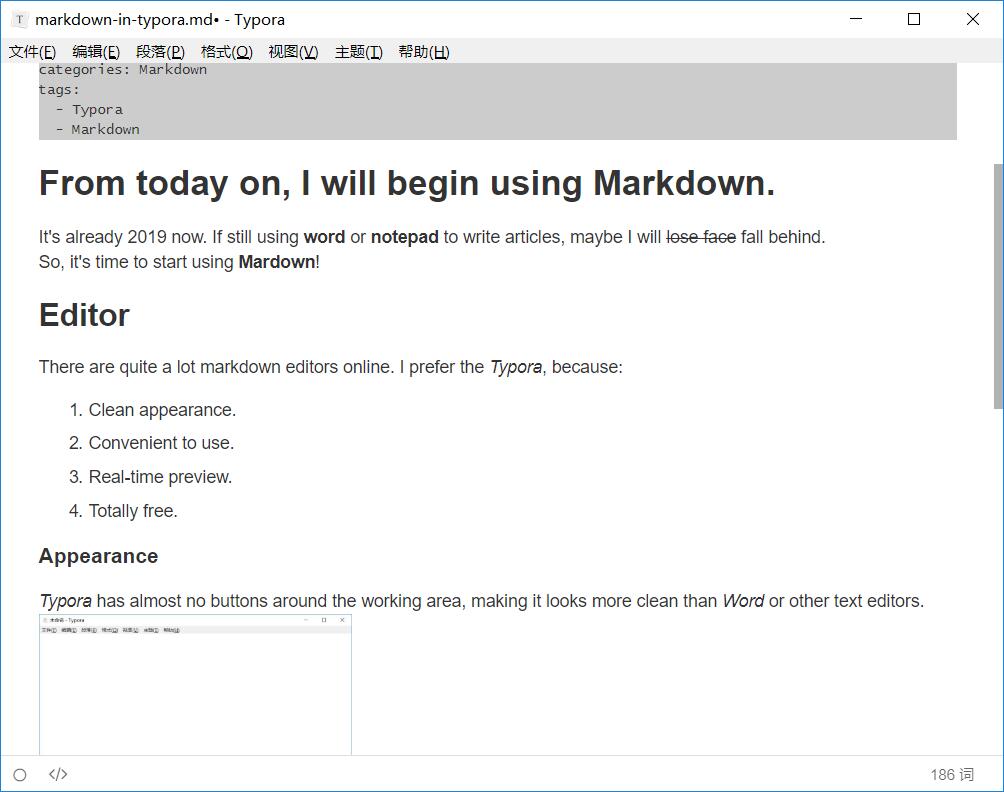 markdown-in-typora.md• - Typora
文件(F) 编辑(E) 段落(P) 格式(O) 视图(V) 主题(T) 帮助(H)
categories: Markdown
tags:
- Typora
- Markdown
From today on, I will begin using Markdown.
It's already 2019 now. If still using word or notepad to write articles, maybe I will lose face fall behind.
So, it's time to start using Mardown!
Editor
There are quite a lot markdown editors online. I prefer the Typora, because:
1. Clean appearance.
2. Convenient to use.
3. Real-time preview.
4. Totally free.
Appearance
Typora has almost no buttons around the working area, making it looks more clean than Word or other text editors.
未命名 - Typora
文件(F) 编辑(E) 段落(P) 格式(O) 视图(V) 主题(T) 帮助(H)
186 词